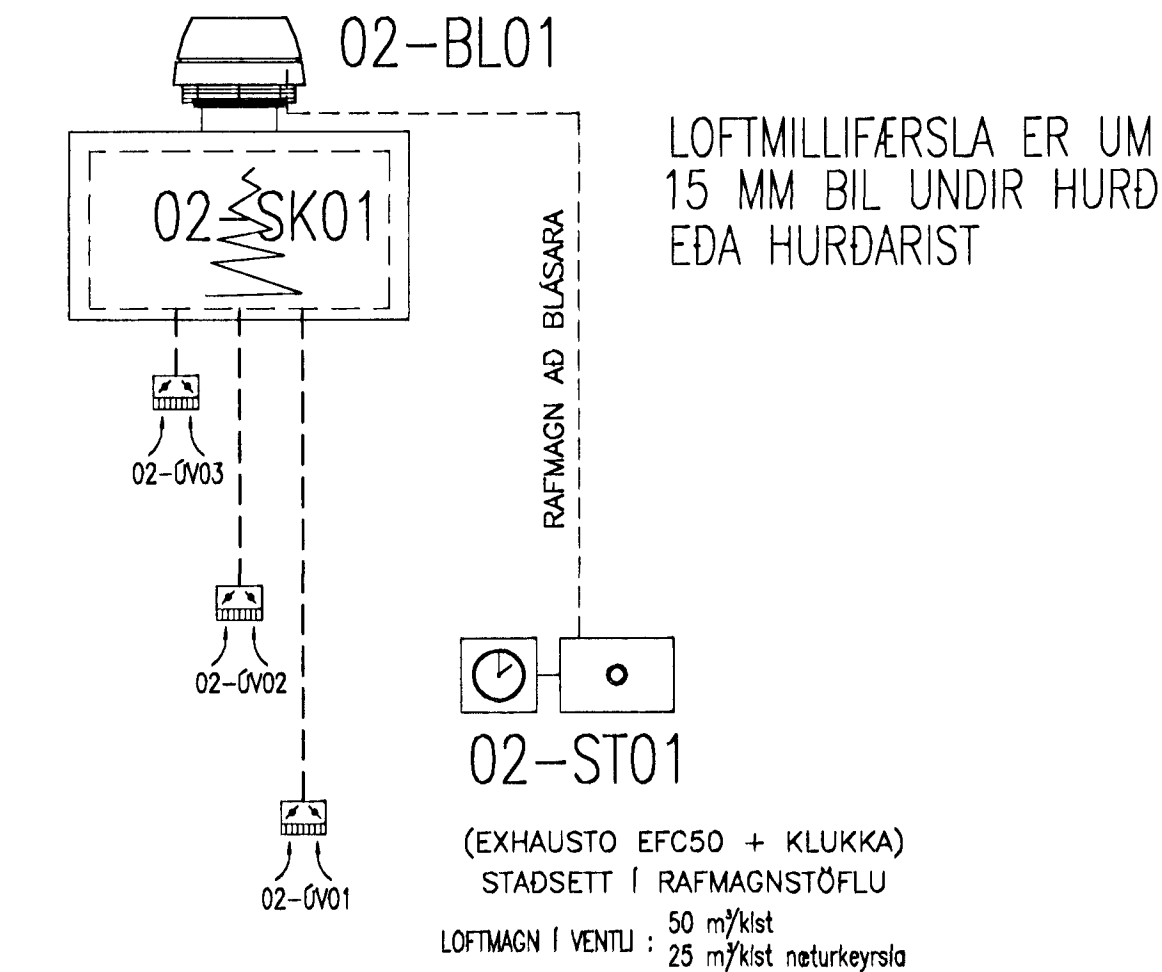 02-BL01
LOFTMILLIFÆRSLA ER UM
15 MM BIL UNDIR HURÐ
EÐA HURÐARIST
02-SK01
RAFMAGN AÐ BLÁSARA
02-ÚV03
02-ÚV02
02-ÚV01
02-ST01
(EXHAUSTO EFC50 + KLUKKA)
STAÐSETT Í RAFMAGNSTÖFLU
LOFTMAGN Í VENTLI : 50 m³/klst
25 m³/klst næturkeyrsla